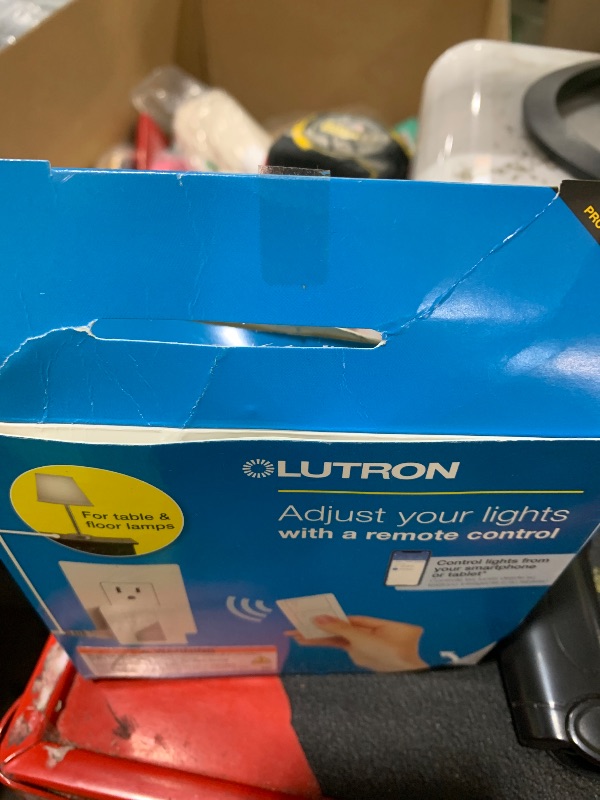 PRO
LUTRON
Adjust your lights
with a remote control
For table &
floor lamps
Control lights from
your smartphone
or tablet*